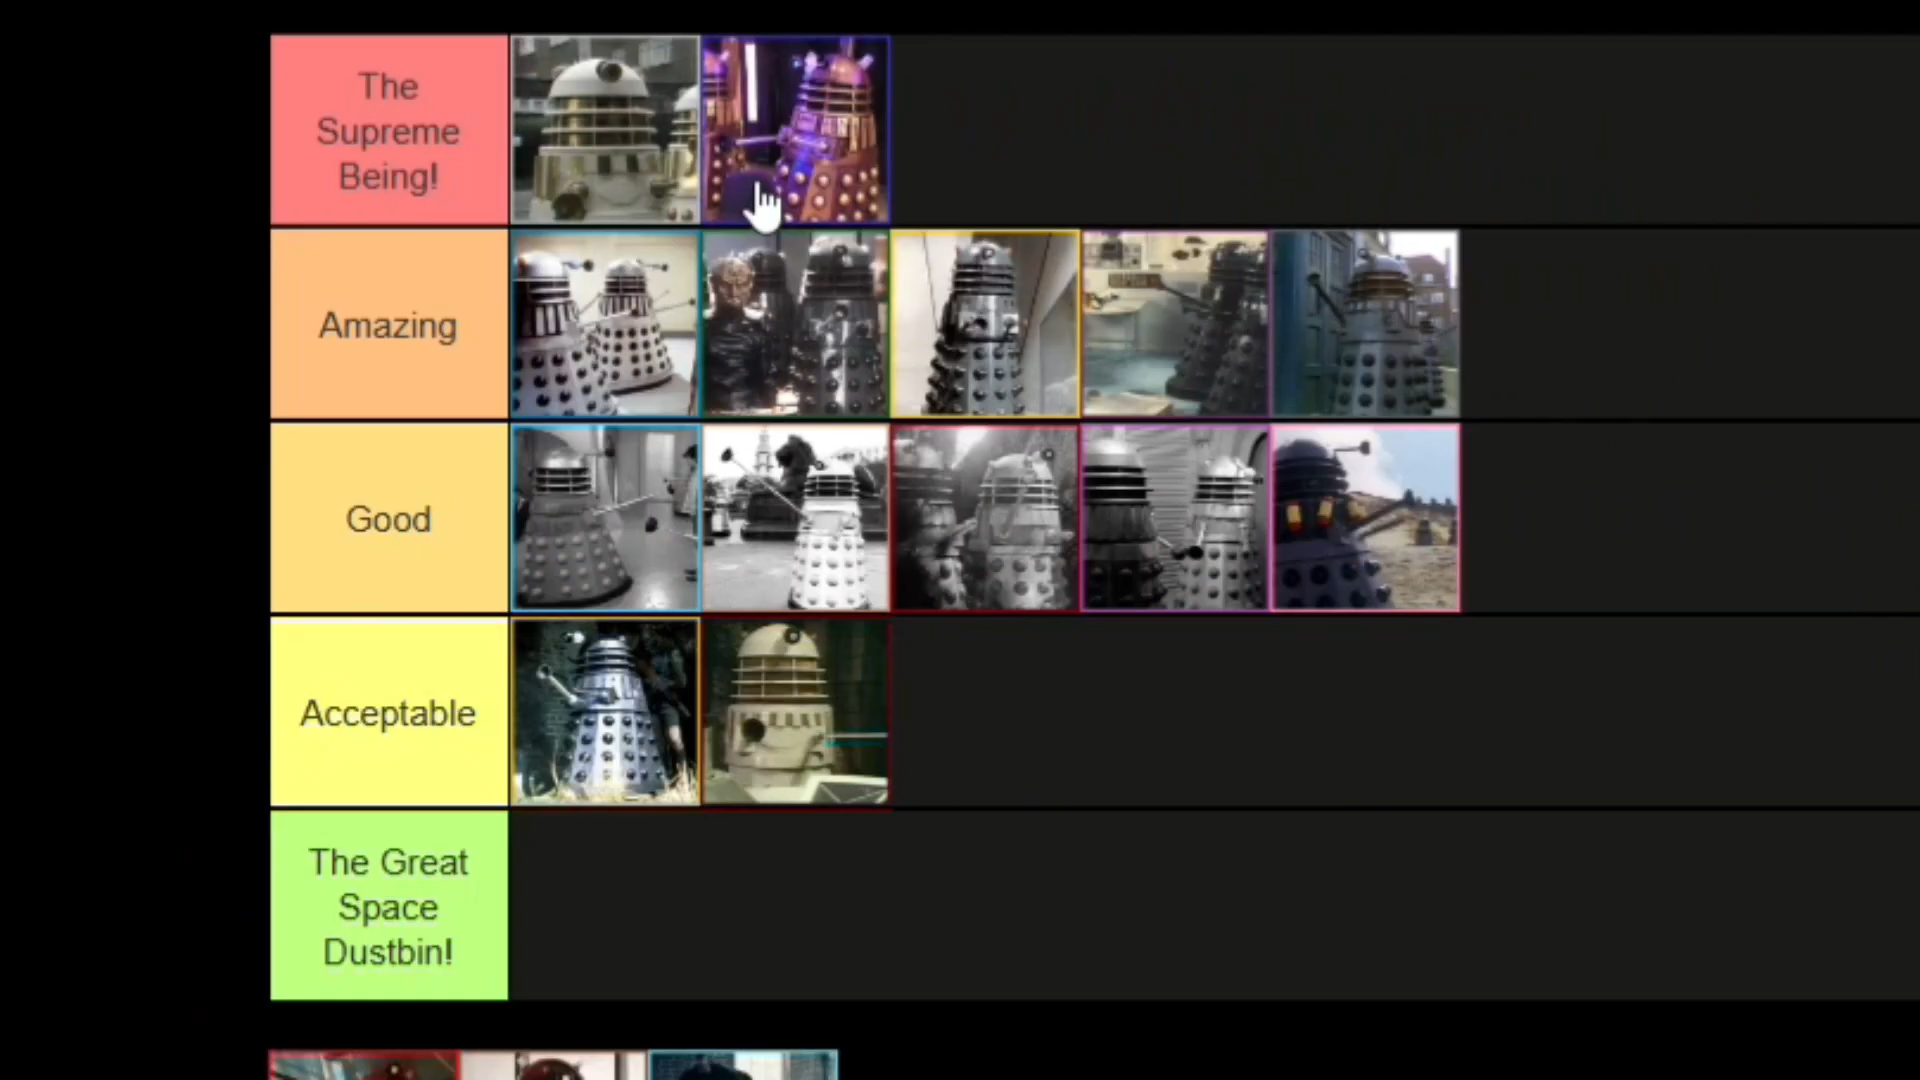 The
Supreme
Being!
Amazing
Good
Acceptable
The Great
Space
Dustbin!